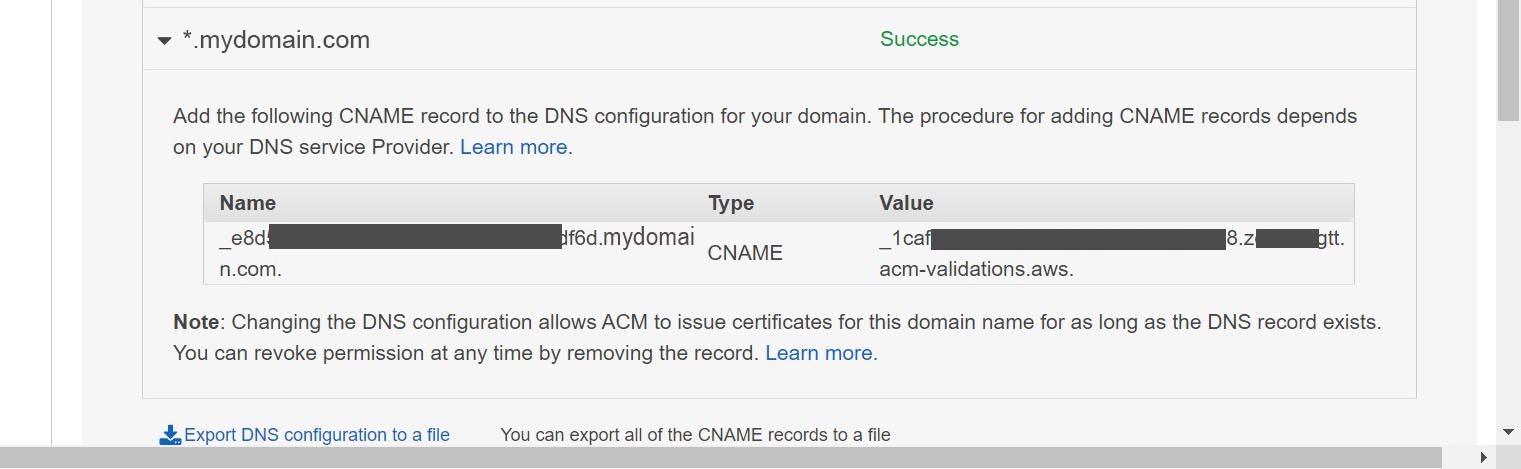 *.mydomain.com Success
Add the following CNAME record to the DNS configuration for your domain. The procedure for adding CNAME records depends
on your DNS service Provider. Learn more.
Name Type Value
_e8d df6d.mydomai CNAME _1caf 8.z gtt.
n.com. acm-validations.aws.
Note: Changing the DNS configuration allows ACM to issue certificates for this domain name for as long as the DNS record exists.
You can revoke permission at any time by removing the record. Learn more.
Export DNS configuration to a file You can export all of the CNAME records to a file